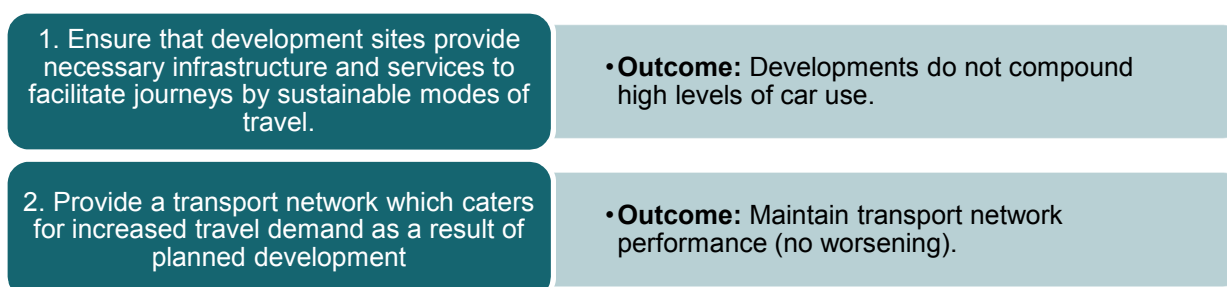 1. Ensure that development sites provide
necessary infrastructure and services to
facilitate journeys by sustainable modes of
travel.
•Outcome: Developments do not compound
high levels of car use.
2. Provide a transport network which caters
for increased travel demand as a result of
planned development
•Outcome: Maintain transport network
performance (no worsening).